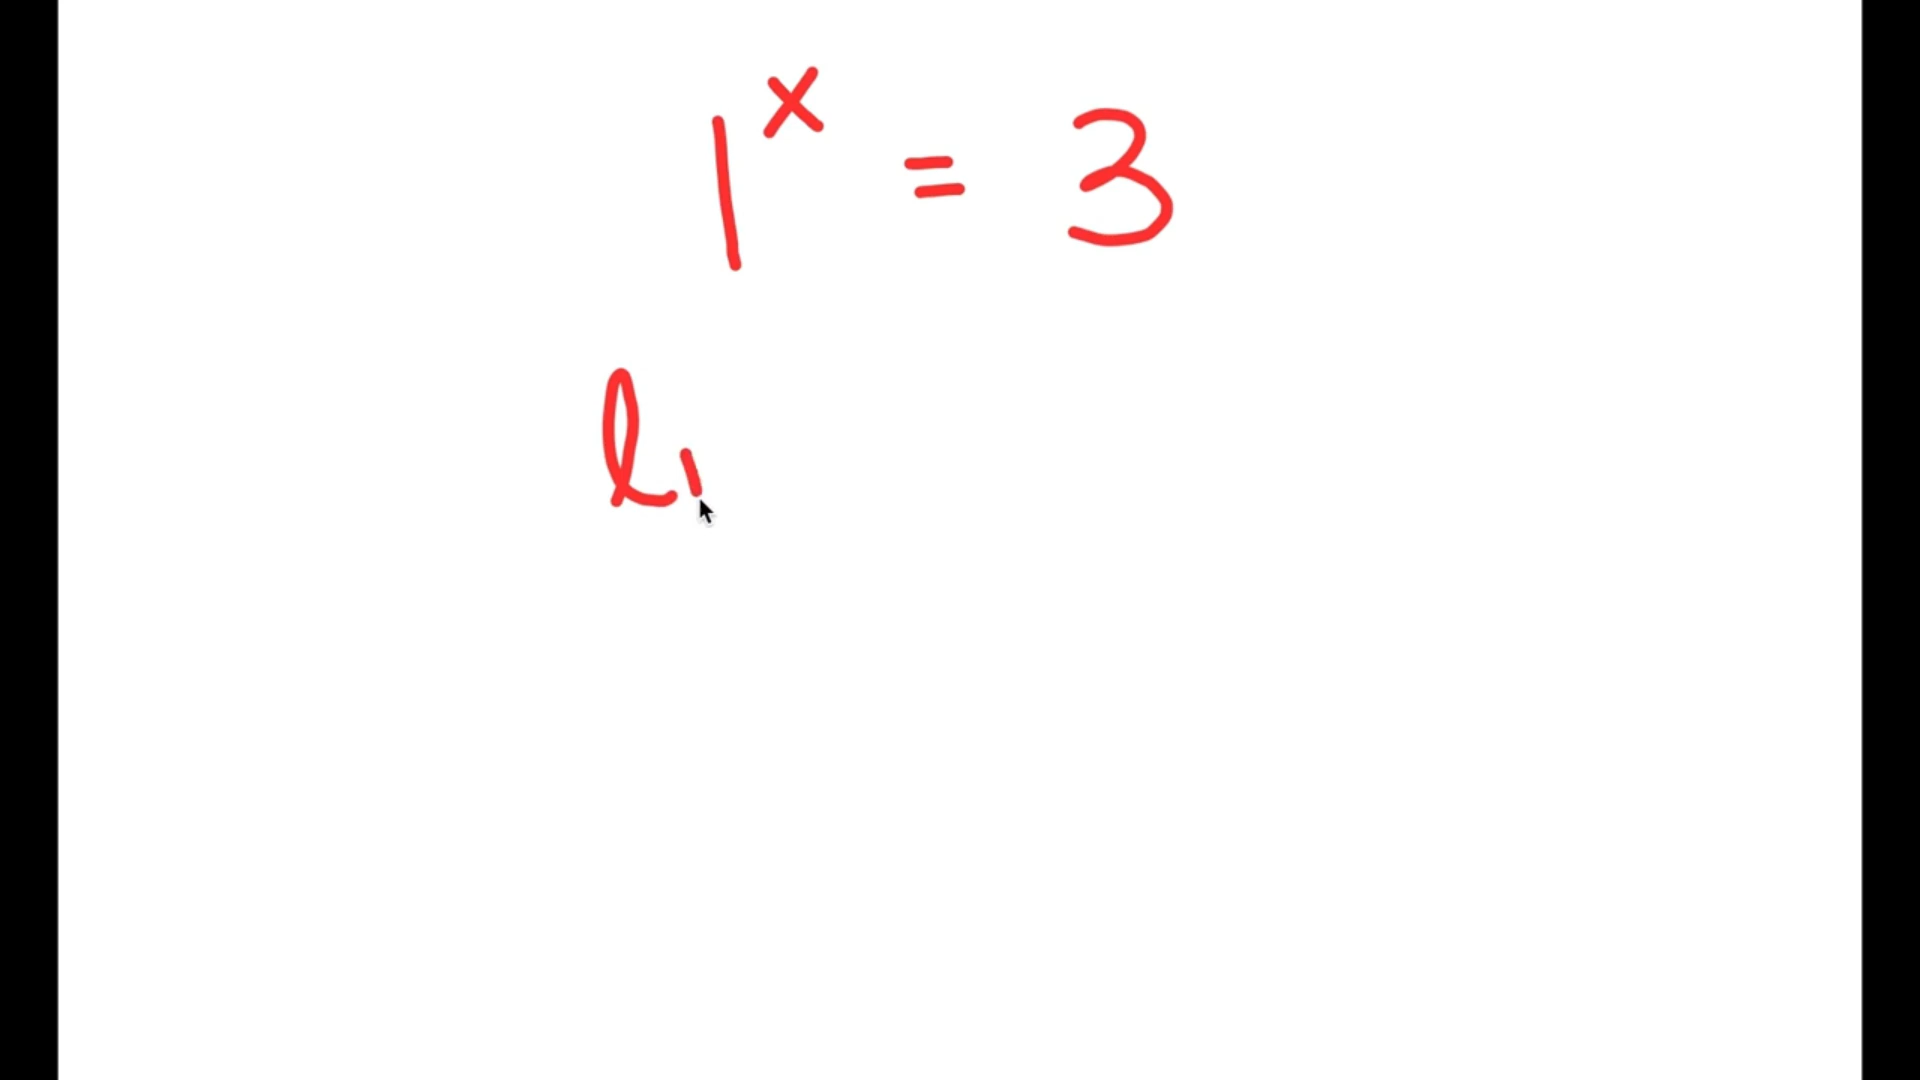 1^x = 3
l